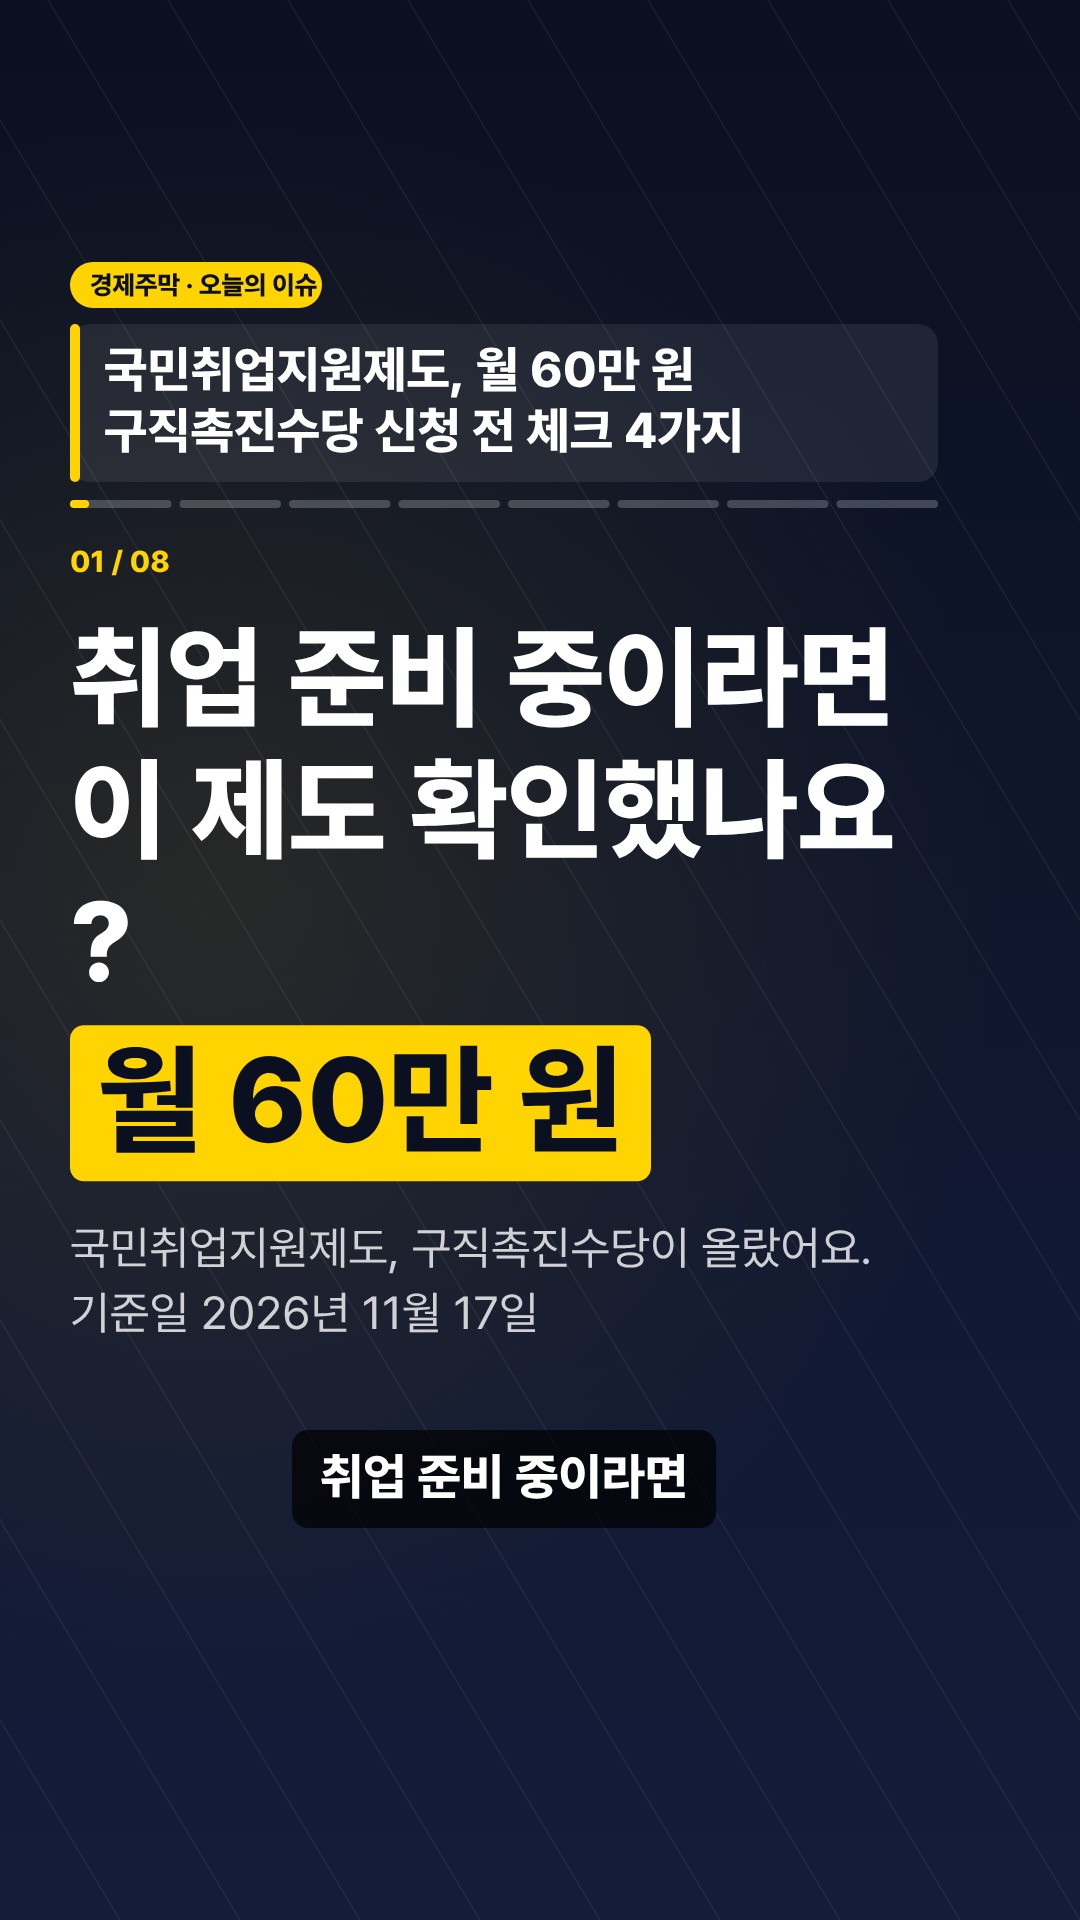 경제주막 · 오늘의 이슈
국민취업지원제도, 월 60만 원
구직촉진수당 신청 전 체크 4가지
01 / 08
취업 준비 중이라면
이 제도 확인했나요
?
월 60만 원
국민취업지원제도, 구직촉진수당이 올랐어요.
기준일 2026년 11월 17일
취업 준비 중이라면